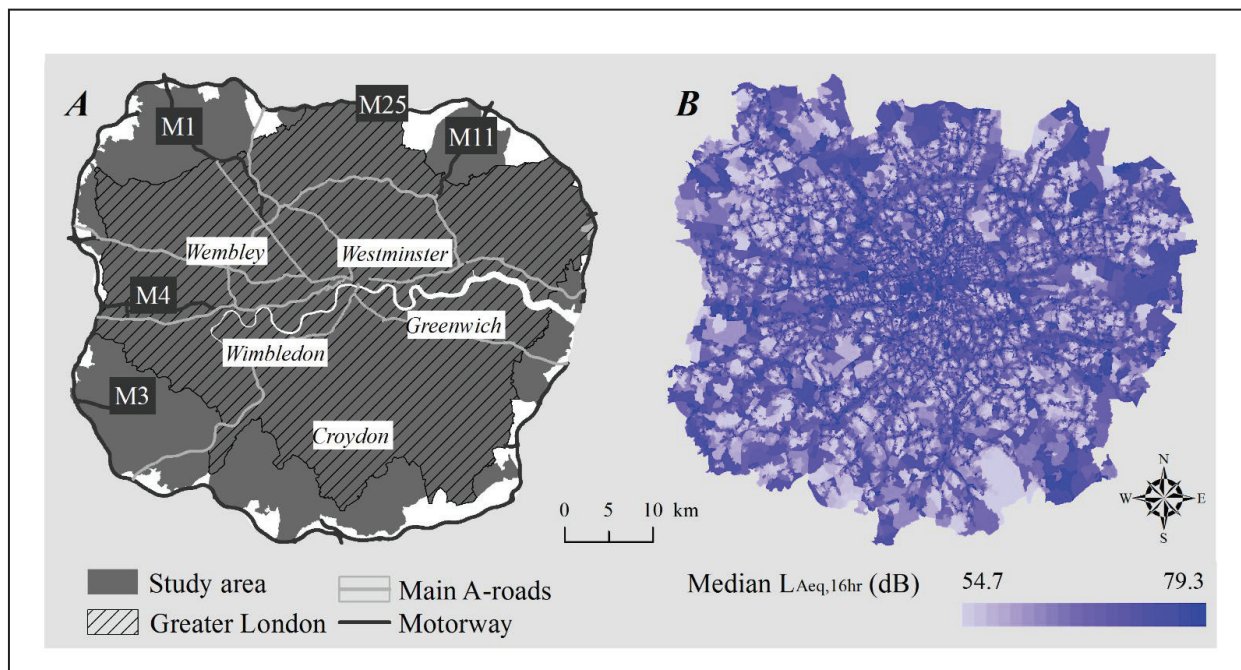 A
M1
M25
M11
Wembley
Westminster
M4
Greenwich
Wimbledon
M3
Croydon
0 5 10 km
Study area
Main A-roads
Greater London
Motorway
B
N
W E
S
Median LAeq,16hr (dB)
54.7 79.3